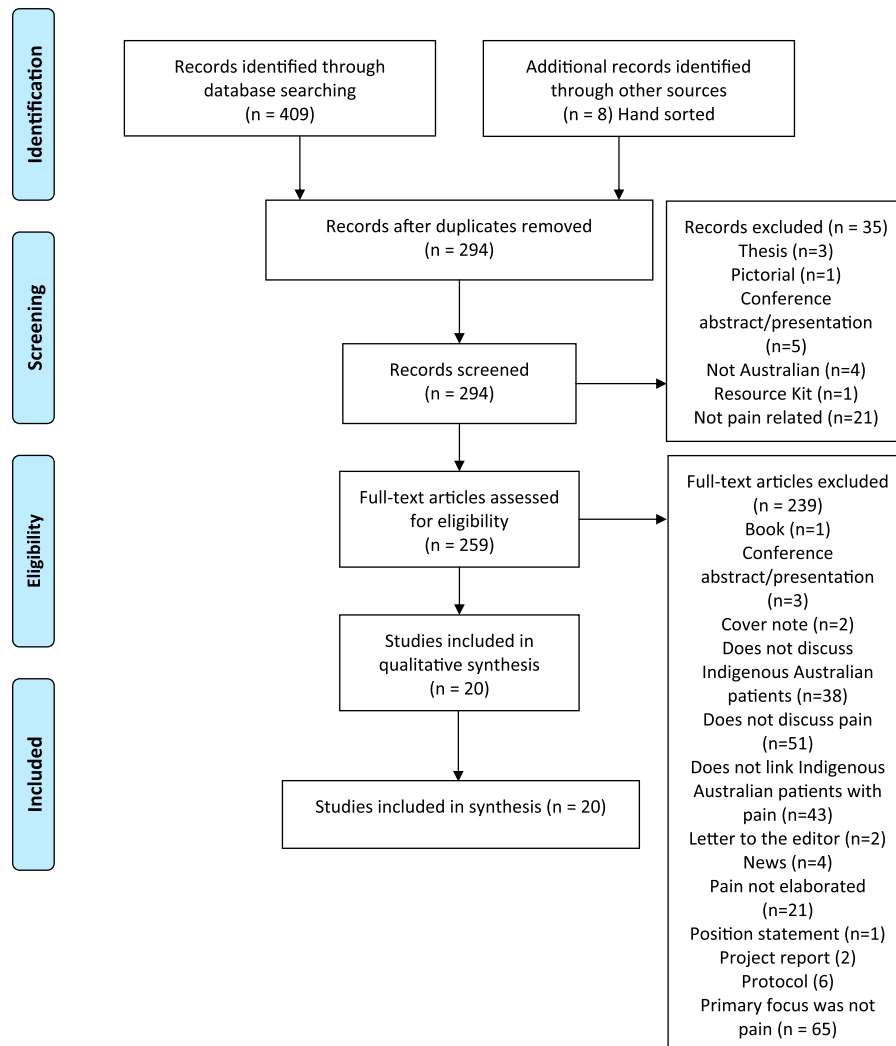 Identification
Records identified through
database searching
(n = 409)
Additional records identified
through other sources
(n = 8) Hand sorted
Records after duplicates removed
(n = 294)
Screening
Records screened
(n = 294)
Records excluded (n = 35)
Thesis (n=3)
Pictorial (n=1)
Conference
abstract/presentation
(n=5)
Not Australian (n=4)
Resource Kit (n=1)
Not pain related (n=21)
Eligibility
Full-text articles assessed
for eligibility
(n = 259)
Full-text articles excluded
(n = 239)
Book (n=1)
Conference
abstract/presentation
(n=3)
Cover note (n=2)
Does not discuss
Indigenous Australian
patients (n=38)
Does not discuss pain
(n=51)
Does not link Indigenous
Australian patients with
pain (n=43)
Letter to the editor (n=2)
News (n=4)
Pain not elaborated
(n=21)
Position statement (n=1)
Project report (2)
Protocol (6)
Primary focus was not
pain (n = 65)
Studies included in
qualitative synthesis
(n = 20)
Included
Studies included in synthesis (n = 20)